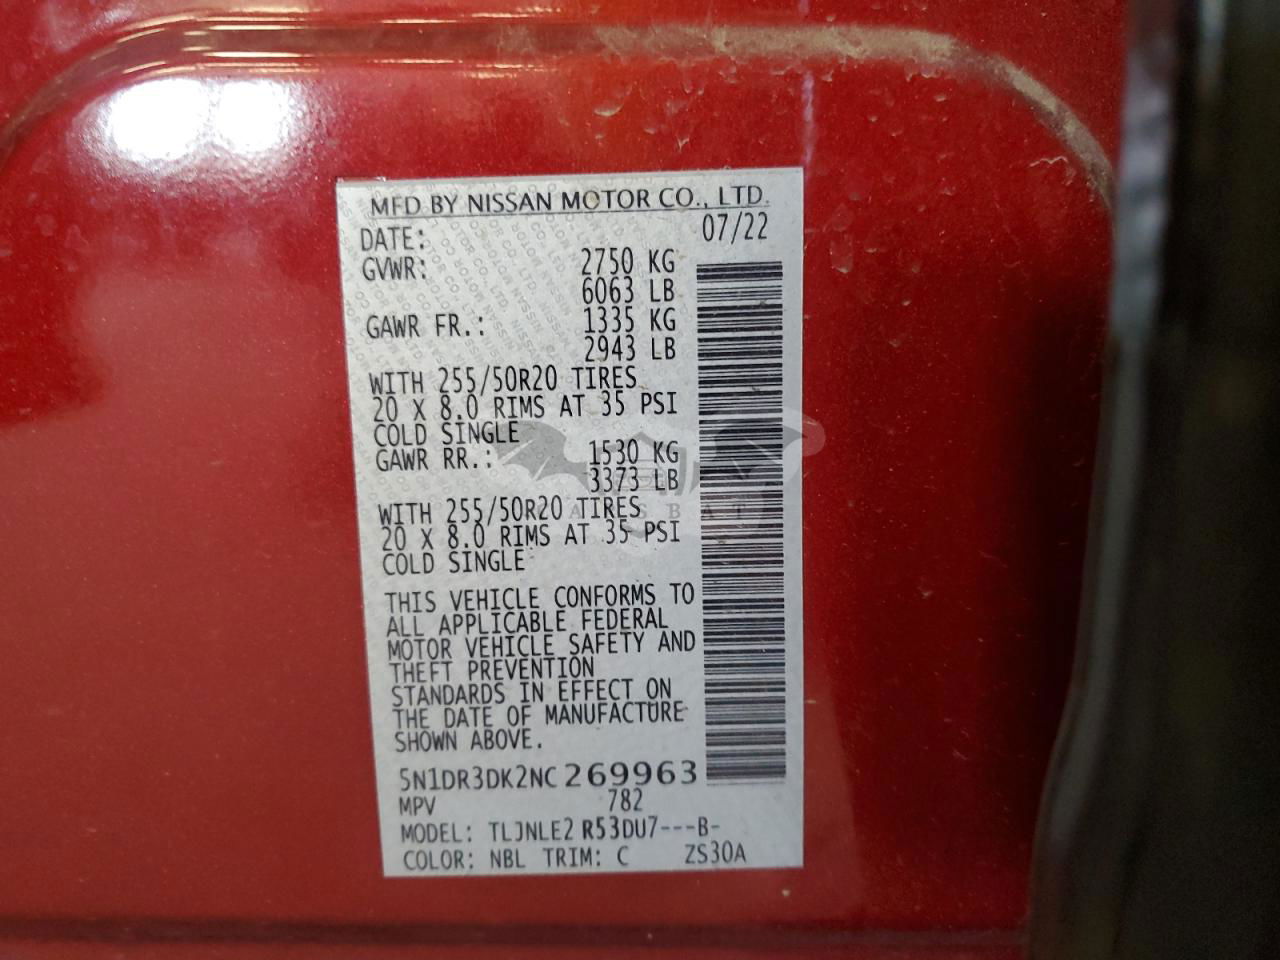 MFD BY NISSAN MOTOR CO., LTD.
DATE: 07/22
GVWR: 2750 KG
6063 LB
GAWR FR.: 1335 KG
2943 LB
WITH 255/50R20 TIRES
20 X 8.0 RIMS AT 35 PSI
COLD SINGLE
GAWR RR.: 1530 KG
3373 LB
WITH 255/50R20 TIRES
20 X 8.0 RIMS AT 35 PSI
COLD SINGLE
THIS VEHICLE CONFORMS TO
ALL APPLICABLE FEDERAL
MOTOR VEHICLE SAFETY AND
THEFT PREVENTION
STANDARDS IN EFFECT ON
THE DATE OF MANUFACTURE
SHOWN ABOVE.
5N1DR3DK2NC269963
MPV 782
MODEL: TLJNLE2 R53DU7---B-
COLOR: NBL TRIM: C ZS30A